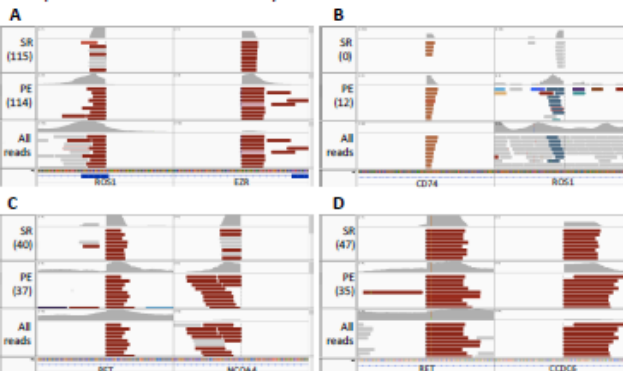 A
SR
(115)
PE
(114)
All
reads
ROS1
EZR
B
SR
(0)
PE
(12)
All
reads
CD74
ROS1
C
SR
(40)
PE
(37)
All
reads
RET
NCOA4
D
SR
(47)
PE
(35)
All
reads
RET
CCDC6